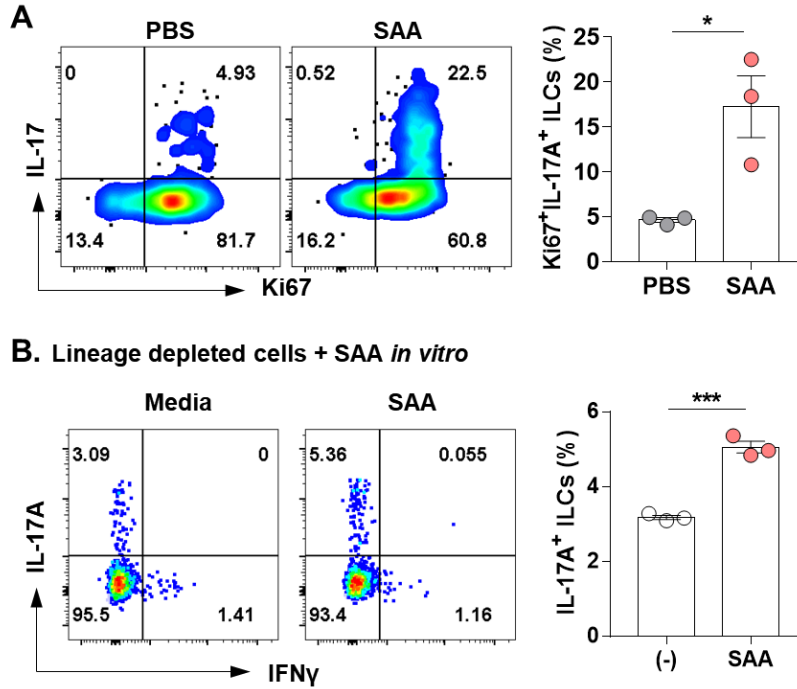 A
PBS
SAA
0
4.93
0.52
22.5
13.4
81.7
16.2
60.8
IL-17
Ki67
*
25
20
15
10
5
0
Ki67⁺IL-17A⁺ ILCs (%)
PBS
SAA
B. Lineage depleted cells + SAA in vitro
Media
SAA
3.09
0
5.36
0.055
95.5
1.41
93.4
1.16
IL-17A
IFNγ
***
6
4
2
0
IL-17A⁺ ILCs (%)
(-)
SAA